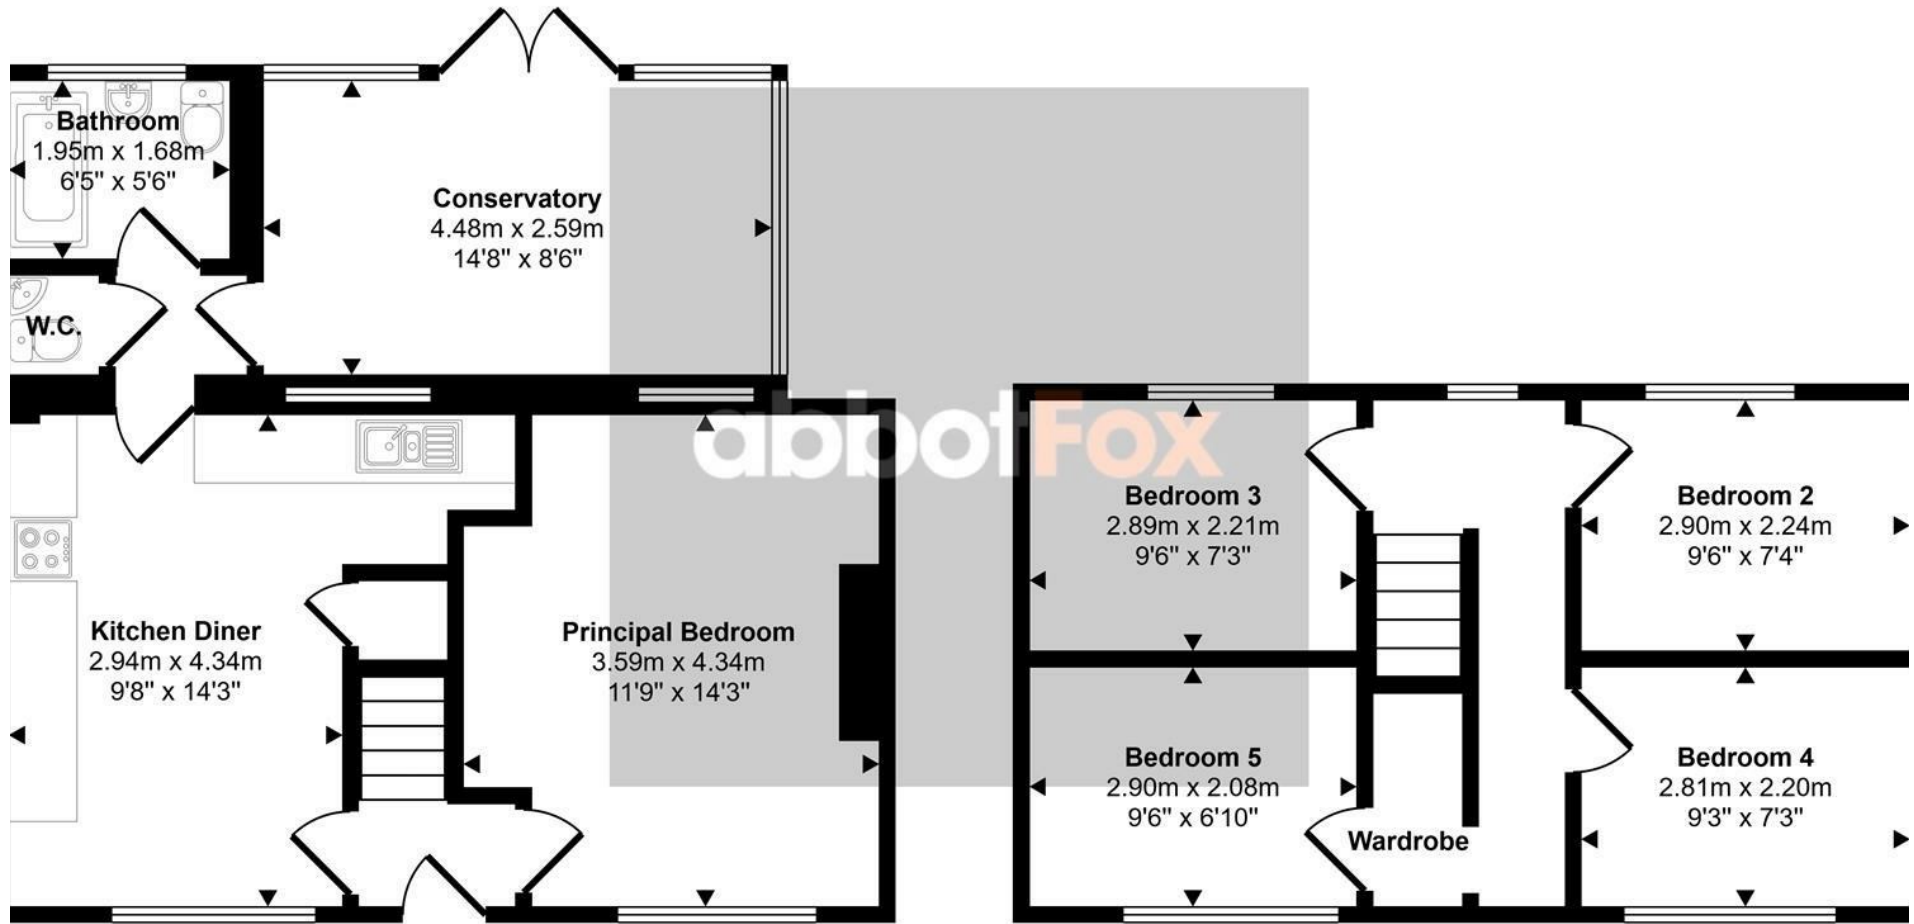 Bathroom
1.95m x 1.68m
6'5" x 5'6"
Conservatory
4.48m x 2.59m
14'8" x 8'6"
W.C.
abbotFox
Kitchen Diner
2.94m x 4.34m
9'8" x 14'3"
Principal Bedroom
3.59m x 4.34m
11'9" x 14'3"
Bedroom 3
2.89m x 2.21m
9'6" x 7'3"
Bedroom 2
2.90m x 2.24m
9'6" x 7'4"
Bedroom 5
2.90m x 2.08m
9'6" x 6'10"
Wardrobe
Bedroom 4
2.81m x 2.20m
9'3" x 7'3"